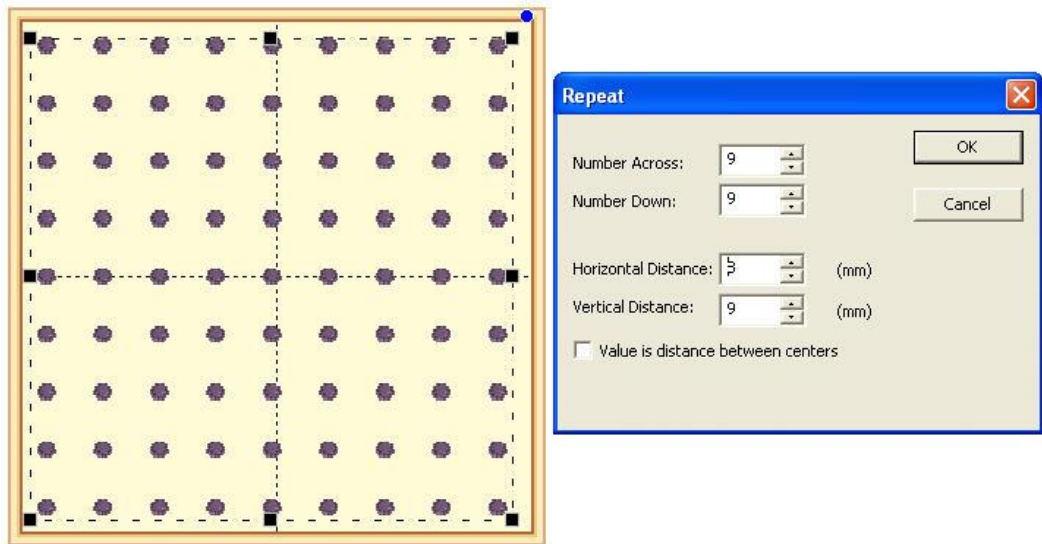 Repeat
Number Across: 9
OK
Number Down: 9
Cancel
Horizontal Distance: (mm)
Vertical Distance: 9 (mm)
Value is distance between centers